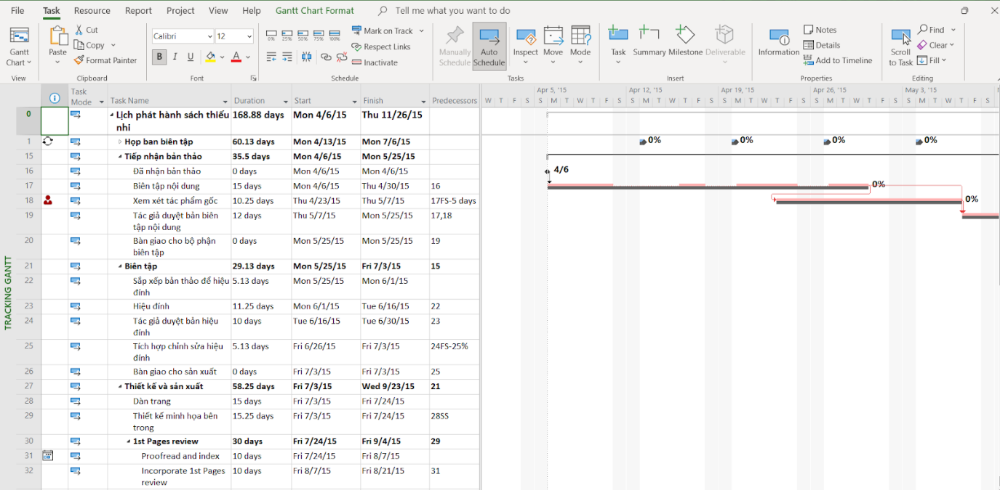 File Task Resource Report Project View Help Gantt Chart Format Tell me what you want to do
Gantt Chart
View
Paste
Cut
Copy
Format Painter
Clipboard
Calibri 12
B I U A
Font
0% 25% 50% 75% 100%
Mark on Track
Respect Links
Inactivate
Schedule
Manually Schedule
Auto Schedule
Inspect
Move
Mode
Tasks
Task
Summary
Milestone
Deliverable
Insert
Information
Notes
Details
Add to Timeline
Properties
Scroll to Task
Find
Clear
Fill
Editing
TRACKING GANTT
Task Mode Task Name Duration Start Finish Predecessors
Apr 5, '15 Apr 12, '15 Apr 19, '15 Apr 26, '15 May 3, '15
W T F S S M T W T F S S M T W T F S S M T W T F S S M T W T F S S M T W T F S
0 Lịch phát hành sách thiếu nhi 168.88 days Mon 4/6/15 Thu 11/26/15
1 Họp ban biên tập 60.13 days Mon 4/13/15 Mon 7/6/15
0% 0% 0% 0%
15 Tiếp nhận bản thảo 35.5 days Mon 4/6/15 Mon 5/25/15
16 Đã nhận bản thảo 0 days Mon 4/6/15 Mon 4/6/15
4/6
17 Biên tập nội dung 15 days Mon 4/6/15 Thu 4/30/15 16
0%
18 Xem xét tác phẩm gốc 10.25 days Thu 4/23/15 Thu 5/7/15 17FS-5 days
0%
19 Tác giả duyệt bản biên tập nội dung 12 days Thu 5/7/15 Mon 5/25/15 17,18
20 Bàn giao cho bộ phận biên tập 0 days Mon 5/25/15 Mon 5/25/15 19
21 Biên tập 29.13 days Mon 5/25/15 Fri 7/3/15 15
22 Sắp xếp bản thảo để hiệu đính 5.13 days Mon 5/25/15 Mon 6/1/15
23 Hiệu đính 11.25 days Mon 6/1/15 Tue 6/16/15 22
24 Tác giả duyệt bản hiệu đính 10 days Tue 6/16/15 Tue 6/30/15 23
25 Tích hợp chỉnh sửa hiệu đính 5.13 days Fri 6/26/15 Fri 7/3/15 24FS-25%
26 Bàn giao cho sản xuất 0 days Fri 7/3/15 Fri 7/3/15 25
27 Thiết kế và sản xuất 58.25 days Fri 7/3/15 Wed 9/23/15 21
28 Dàn trang 15 days Fri 7/3/15 Fri 7/24/15
29 Thiết kế minh họa bên trong 15.25 days Fri 7/3/15 Fri 7/24/15 28SS
30 1st Pages review 30 days Fri 7/24/15 Fri 9/4/15 29
31 Proofread and index 10 days Fri 7/24/15 Fri 8/7/15
32 Incorporate 1st Pages review 10 days Fri 8/7/15 Fri 8/21/15 31